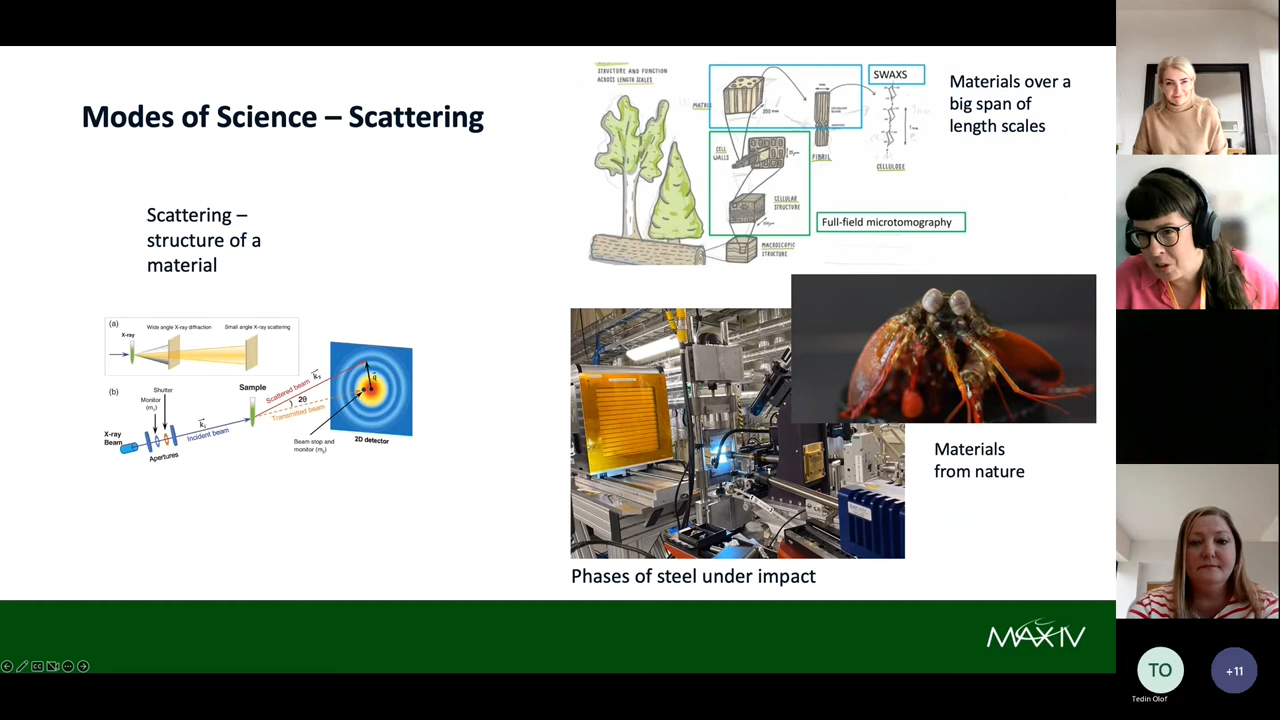 Modes of Science – Scattering
Scattering –
structure of a
material
(a)
X-ray
Wide angle X-ray diffraction
Small angle X-ray scattering
(b)
Shutter
Monitor
X-ray
Beam
Apertures
Incident beam
Sample
Scattered beam
2θ
Transmitted beam
Beam stop and
2D detector
STRUCTURE AND FUNCTION
ACROSS LENGTH SCALES
MATRIX
SWAXS
CELL
WALLS
FIBRIL
CELLULOSE
CELLULAR
STRUCTURE
Full-field microtomography
MACROSCOPIC
STRUCTURE
Materials over a
big span of
length scales
Materials
from nature
Phases of steel under impact
MAX IV
TO
Tedin Olof
+11